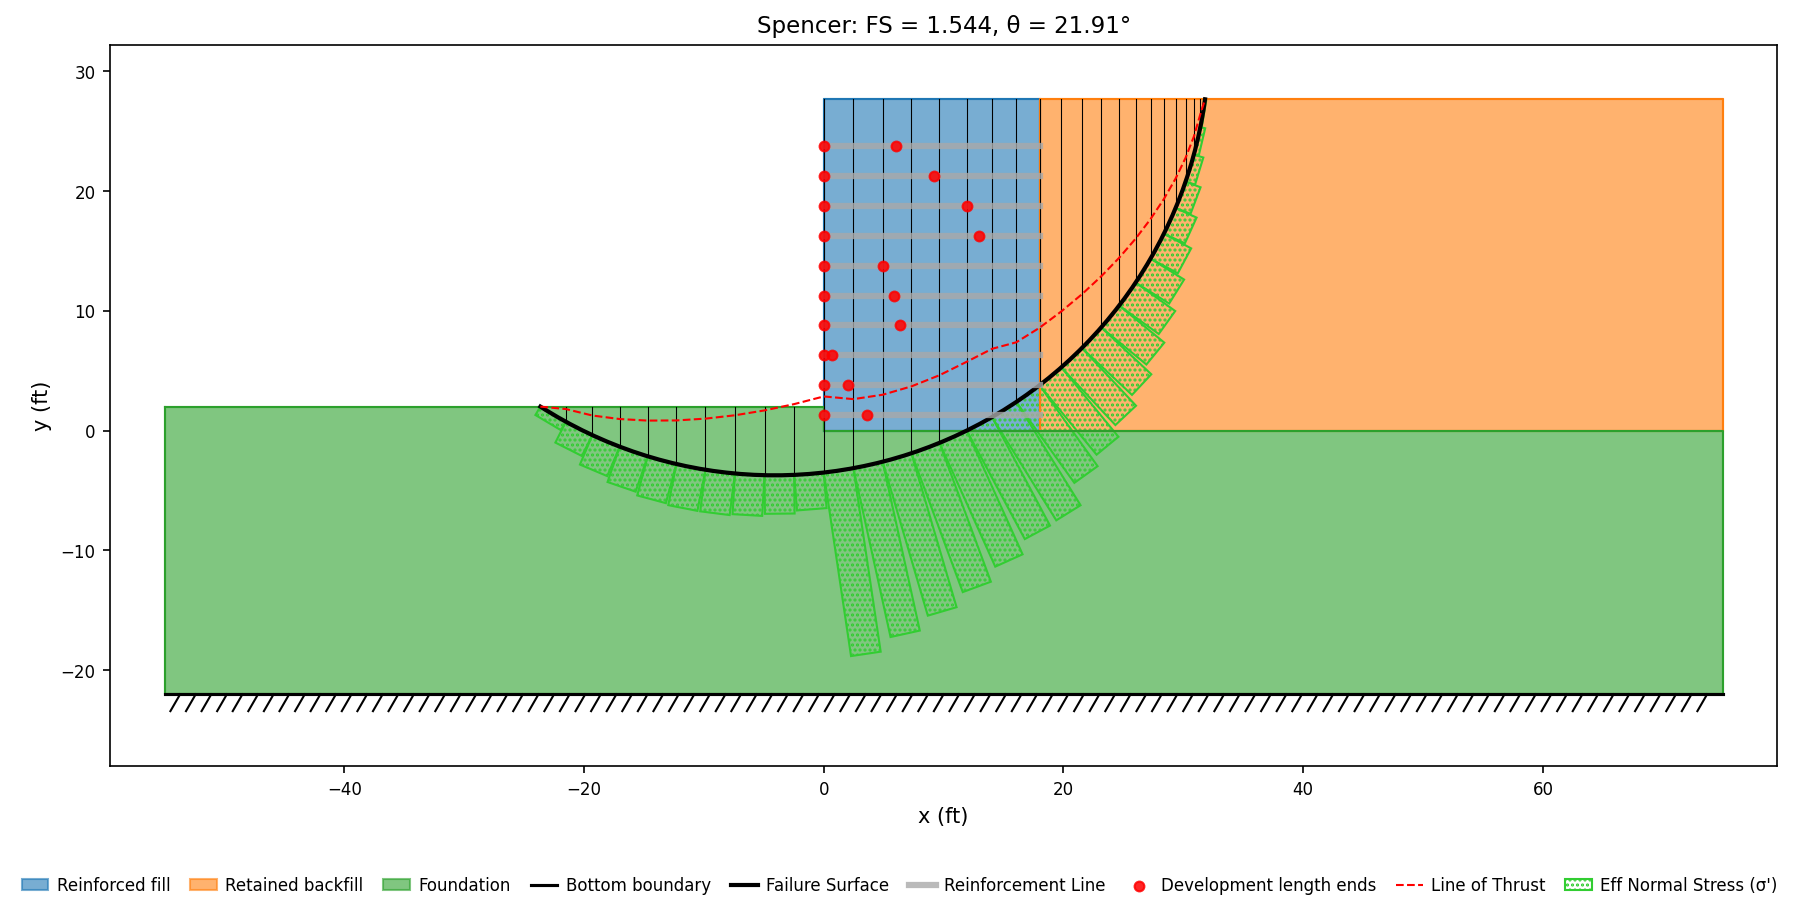 Spencer: FS = 1.544, θ = 21.91°
30
20
10
0
−10
−20
y (ft)
−40
−20
0
20
40
60
x (ft)
Reinforced fill
Retained backfill
Foundation
Bottom boundary
Failure Surface
Reinforcement Line
Development length ends
Line of Thrust
Eff Normal Stress (σ')